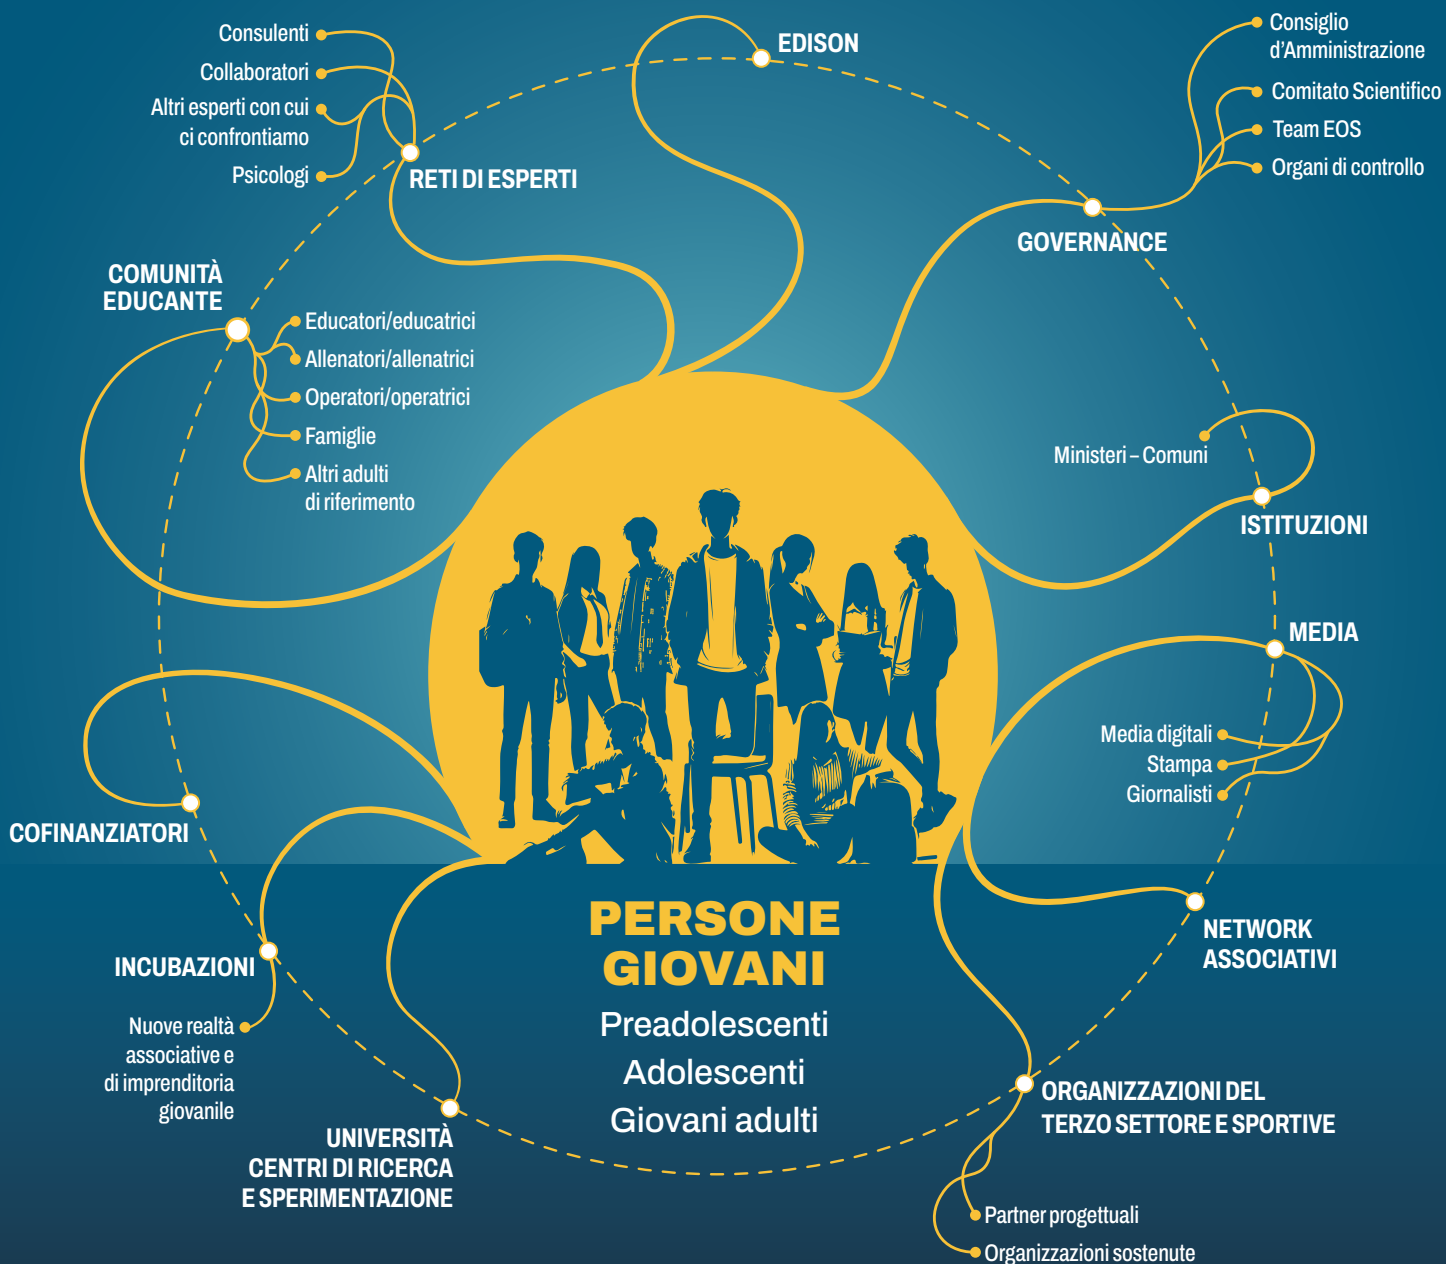 Consulenti
Collaboratori
Altri esperti con cui
ci confrontiamo
Psicologi
RETI DI ESPERTI
EDISON
Consiglio
d’Amministrazione
Comitato Scientifico
Team EOS
Organi di controllo
GOVERNANCE
COMUNITÀ
EDUCANTE
Educatori/educatrici
Allenatori/allenatrici
Operatori/operatrici
Famiglie
Altri adulti
di riferimento
Ministeri – Comuni
ISTITUZIONI
MEDIA
Media digitali
Stampa
Giornalisti
COFINANZIATORI
NETWORK
ASSOCIATIVI
INCUBAZIONI
Nuove realtà
associative e
di imprenditoria
giovanile
PERSONE
GIOVANI
Preadolescenti
Adolescenti
Giovani adulti
UNIVERSITÀ
CENTRI DI RICERCA
E SPERIMENTAZIONE
ORGANIZZAZIONI DEL
TERZO SETTORE E SPORTIVE
Partner progettuali
Organizzazioni sostenute